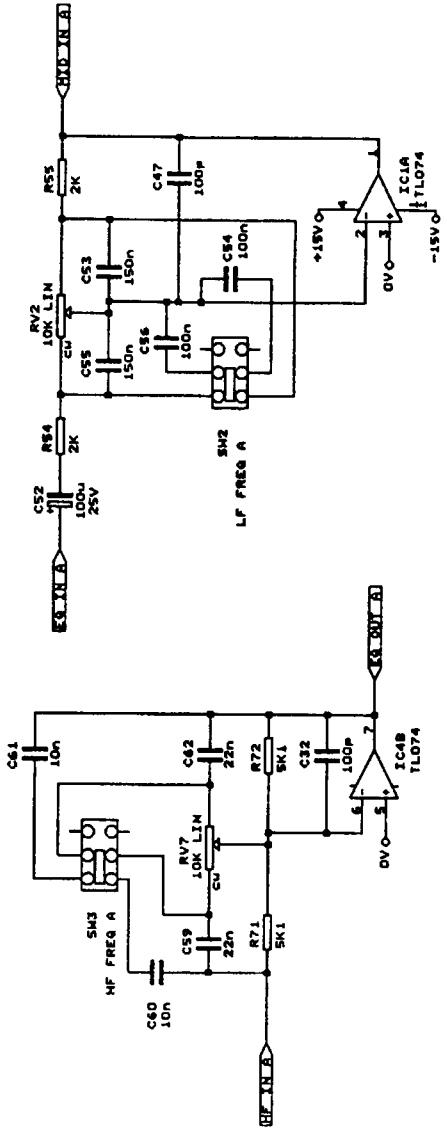 C61
10n
SW3
HF FREQ A
C60
10n
C59
22n
RV7
10K LIN
CW
C62
22n
R71
5K1
R72
5K1
C32
100p
HF IN A
6
5
7
0V
IC4B
TL074
EQ OUT A
EQ IN A
C52
+
100u
25V
R54
2K
RV2
10K LIN
CW
R55
2K
MID IN A
C55
150n
C53
150n
C47
100p
C56
100n
C54
100n
SW2
LF FREQ A
+15V
4
2
3
1
0V
11
-15V
IC1A
TL074